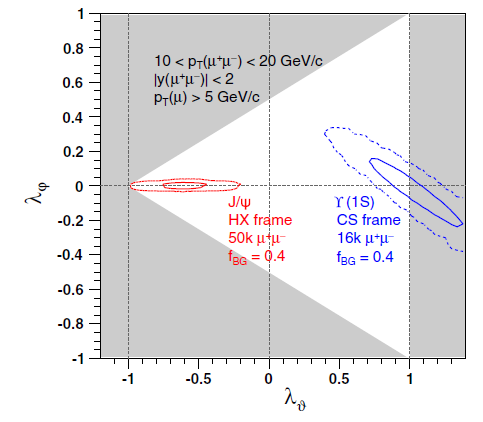 1
0.8
0.6
0.4
0.2
0
-0.2
-0.4
-0.6
-0.8
-1
λφ
10 < pT(μ+μ-) < 20 GeV/c
|y(μ+μ-)| < 2
pT(μ) > 5 GeV/c
J/ψ
HX frame
50k μ+μ-
fBG = 0.4
ϒ(1S)
CS frame
16k μ+μ-
fBG = 0.4
-1 -0.5 0 0.5 1
λϑ